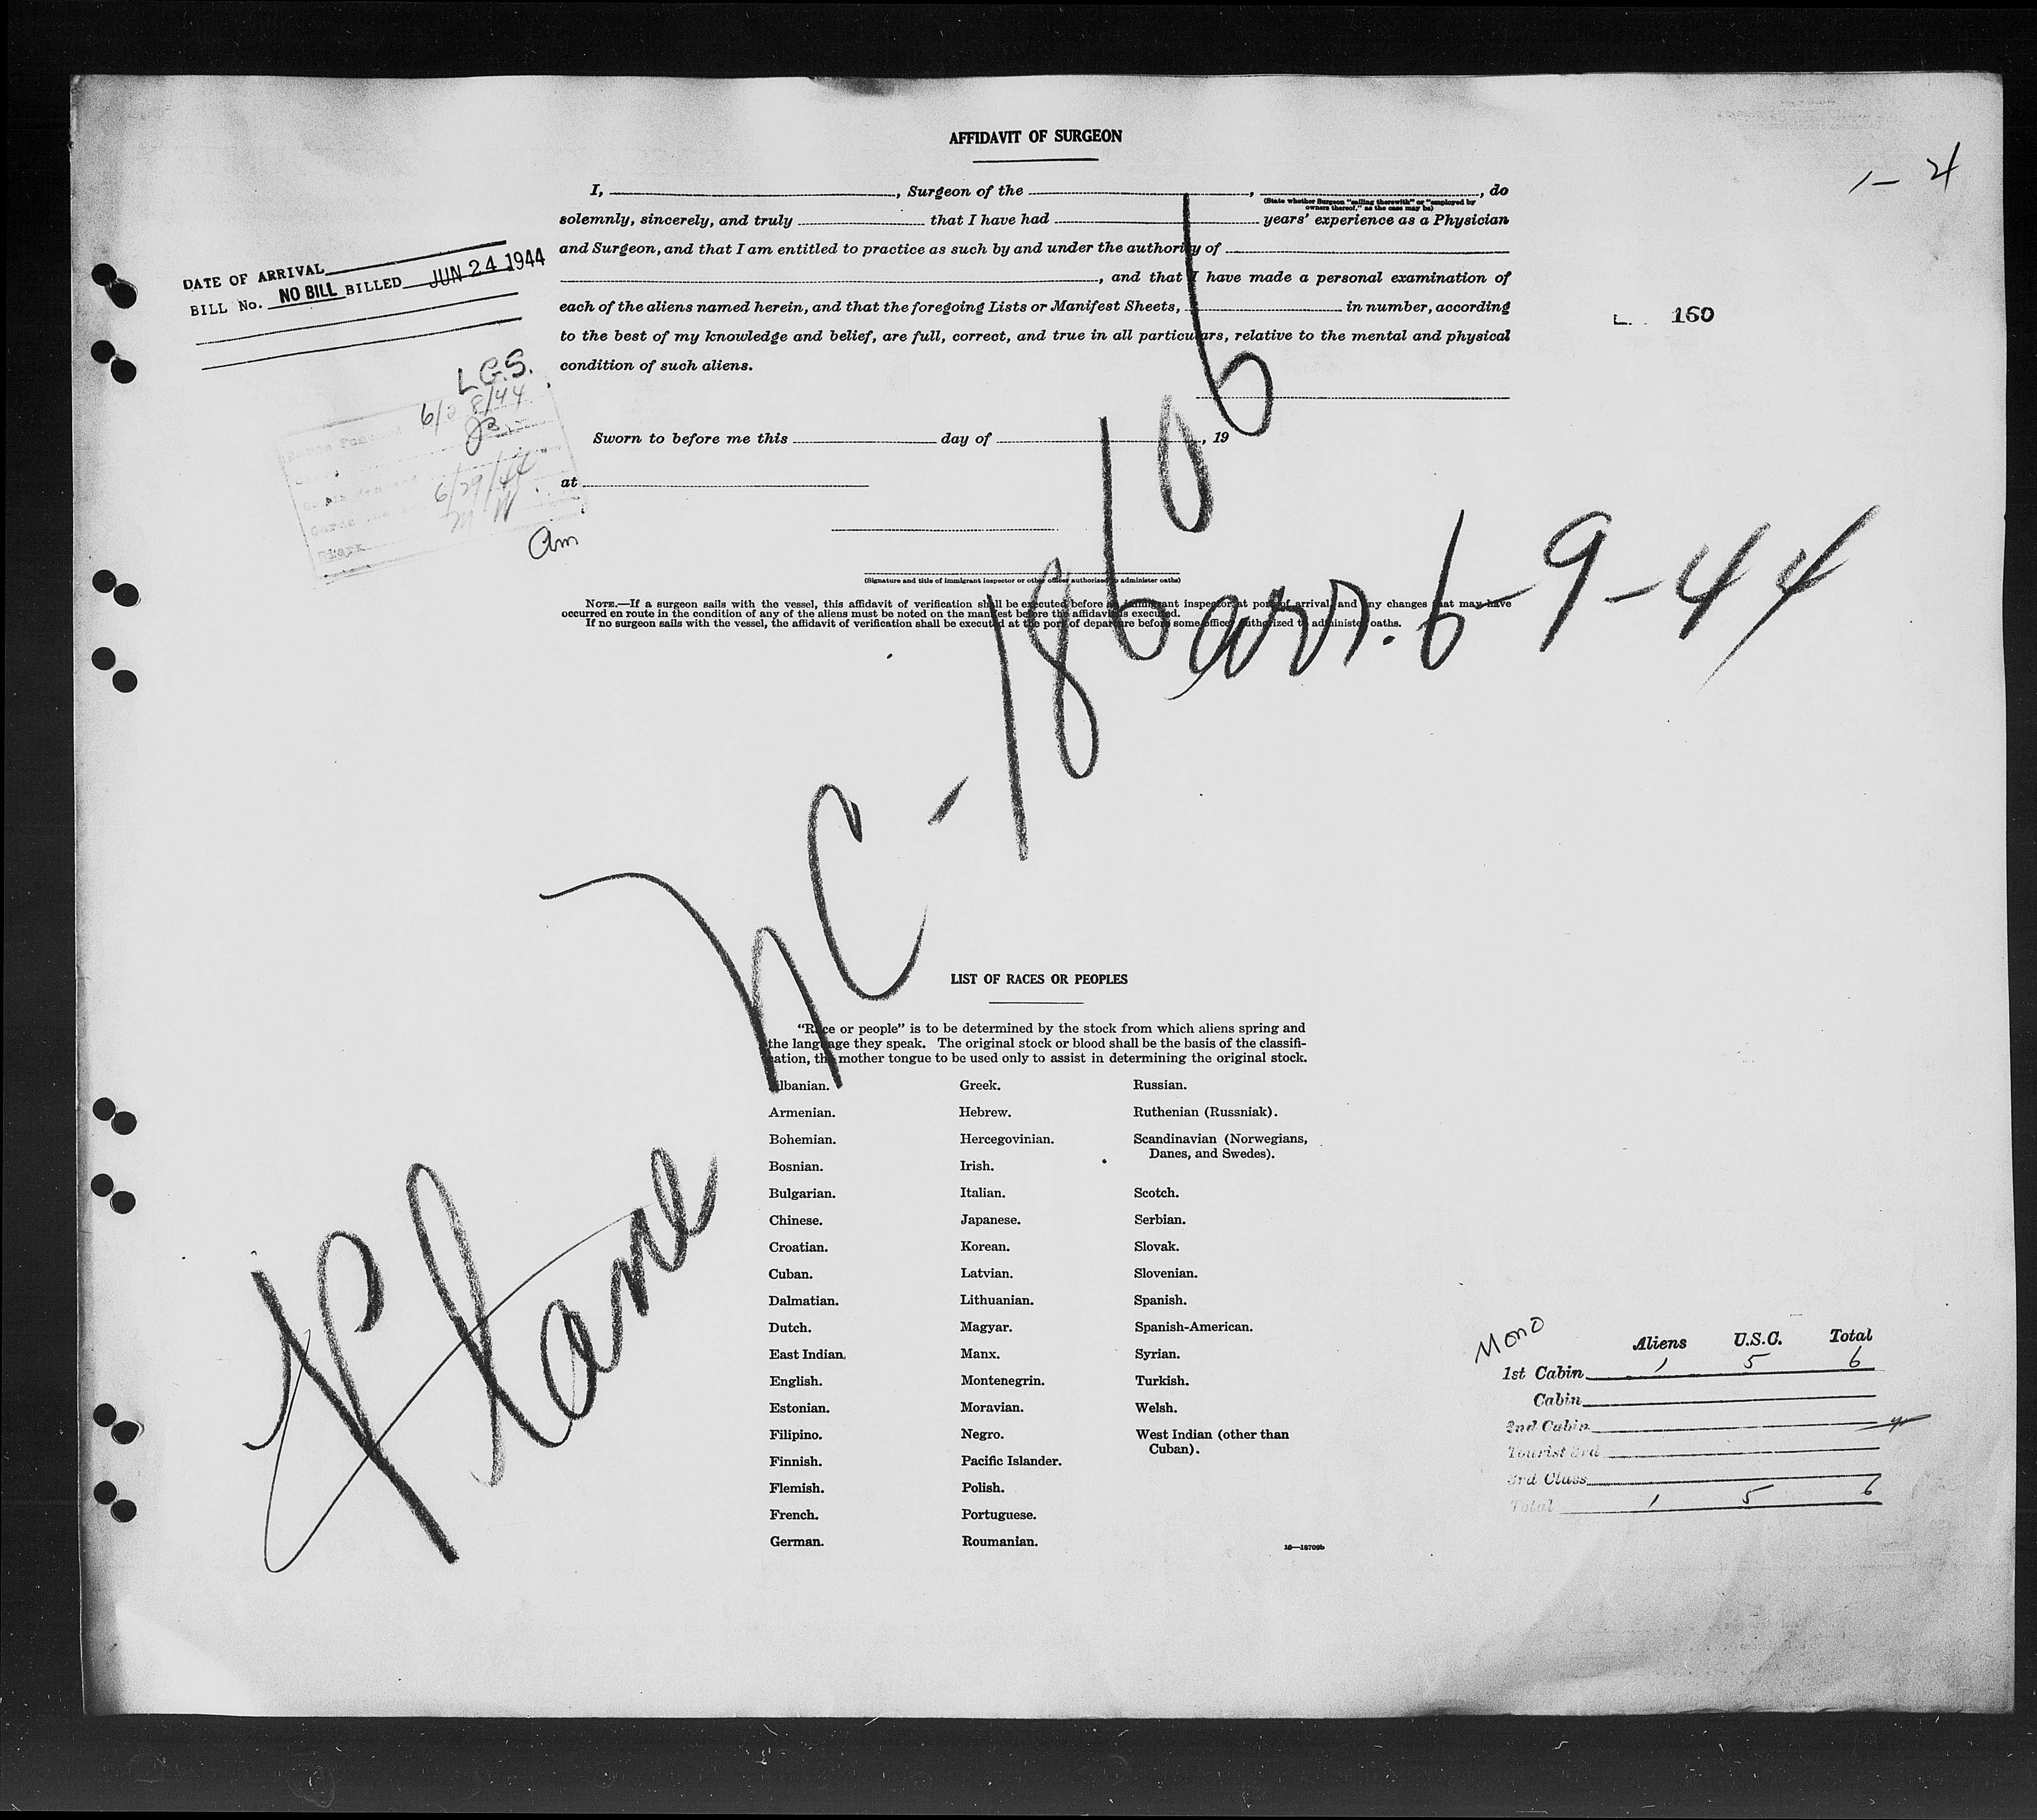 AFFIDAVIT OF SURGEON
1-4
I, , Surgeon of the , , do
(State whether Surgeon "sailing therewith" or "employed by
owners thereof," as the case may be)
solemnly, sincerely, and truly that I have had years' experience as a Physician
and Surgeon, and that I am entitled to practice as such by and under the authority of
, and that I have made a personal examination of
each of the aliens named herein, and that the foregoing Lists or Manifest Sheets, in number, according
to the best of my knowledge and belief, are full, correct, and true in all particulars, relative to the mental and physical
condition of such aliens.
DATE OF ARRIVAL
BILL No. NO BILL BILLED JUN 24 1944
L 160
L.G.S.
6/28/44
JB
6/29/44
Clerk
am
Sworn to before me this day of , 19
at
(Signature and title of immigrant inspector or other officer authorized to administer oaths)
NOTE.—If a surgeon sails with the vessel, this affidavit of verification shall be executed before an immigrant inspector at port of arrival, and any changes that may have
occurred en route in the condition of any of the aliens must be noted on the manifest before the affidavit is executed.
If no surgeon sails with the vessel, the affidavit of verification shall be executed at the port of departure before some officer authorized to administer oaths.
Plane NC-18606 arr. 6-9-44
LIST OF RACES OR PEOPLES
"Race or people" is to be determined by the stock from which aliens spring and
the language they speak. The original stock or blood shall be the basis of the classifi-
cation, the mother tongue to be used only to assist in determining the original stock.
Albanian.
Armenian.
Bohemian.
Bosnian.
Bulgarian.
Chinese.
Croatian.
Cuban.
Dalmatian.
Dutch.
East Indian.
English.
Estonian.
Filipino.
Finnish.
Flemish.
French.
German.
Greek.
Hebrew.
Hercegovinian.
Irish.
Italian.
Japanese.
Korean.
Latvian.
Lithuanian.
Magyar.
Manx.
Montenegrin.
Moravian.
Negro.
Pacific Islander.
Polish.
Portuguese.
Roumanian.
Russian.
Ruthenian (Russniak).
Scandinavian (Norwegians,
Danes, and Swedes).
Scotch.
Serbian.
Slovak.
Slovenian.
Spanish.
Spanish-American.
Syrian.
Turkish.
Welsh.
West Indian (other than
Cuban).
16—18709b
Mono
Aliens U.S.C. Total
1st Cabin 1 5 6
Cabin
2nd Cabin
Tourist 3rd
3rd Class
Total 1 5 6